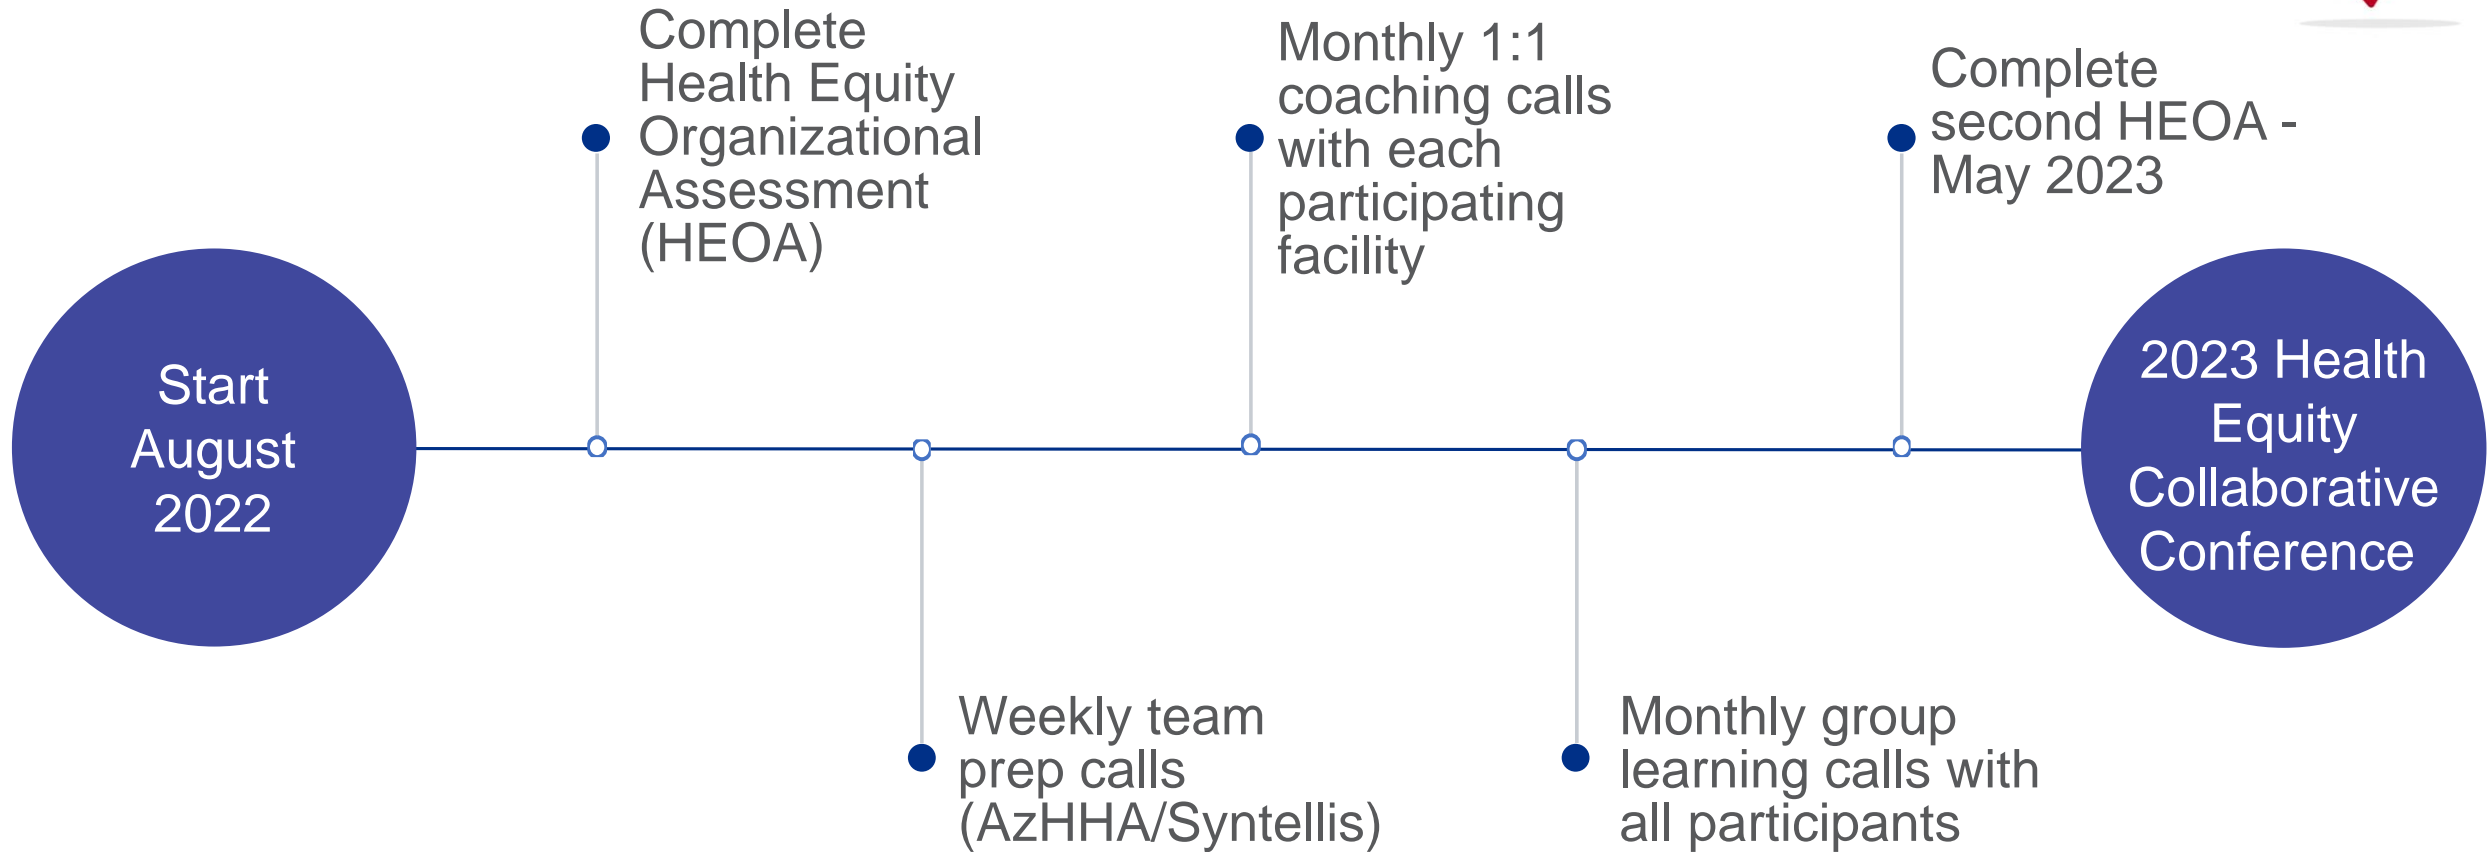 Start
August
2022
Complete
Health Equity
Organizational
Assessment
(HEOA)
Weekly team
prep calls
(AzHHA/Syntellis)
Monthly 1:1
coaching calls
with each
participating
facility
Monthly group
learning calls with
all participants
Complete
second HEOA -
May 2023
2023 Health
Equity
Collaborative
Conference